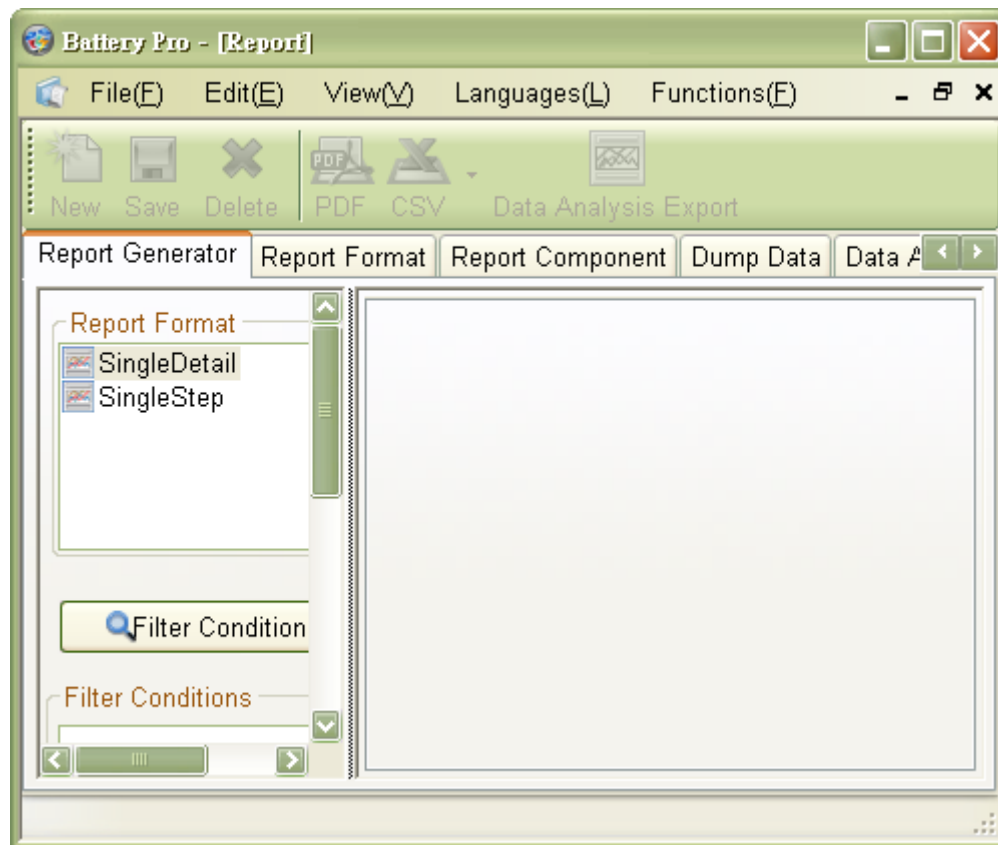 Battery Pro - [Report]
File(F) Edit(E) View(V) Languages(L) Functions(F)
New Save Delete PDF CSV Data Analysis Export
Report Generator Report Format Report Component Dump Data Data A
Report Format
SingleDetail
SingleStep
Filter Condition
Filter Conditions